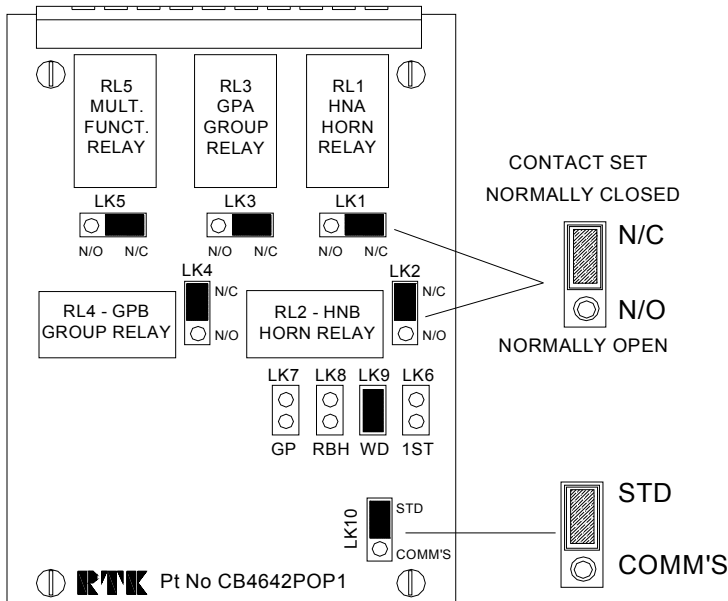 RL5
MULT.
FUNCT.
RELAY
RL3
GPA
GROUP
RELAY
RL1
HNA
HORN
RELAY
LK5
N/O N/C
LK3
N/O N/C
LK1
N/O N/C
CONTACT SET
NORMALLY CLOSED
N/C
N/O
NORMALLY OPEN
LK4
N/C
N/O
RL4 - GPB
GROUP RELAY
LK2
N/C
N/O
RL2 - HNB
HORN RELAY
LK7 LK8 LK9 LK6
GP RBH WD 1ST
LK10
STD
COMM'S
STD
COMM'S
RTK Pt No CB4642POP1